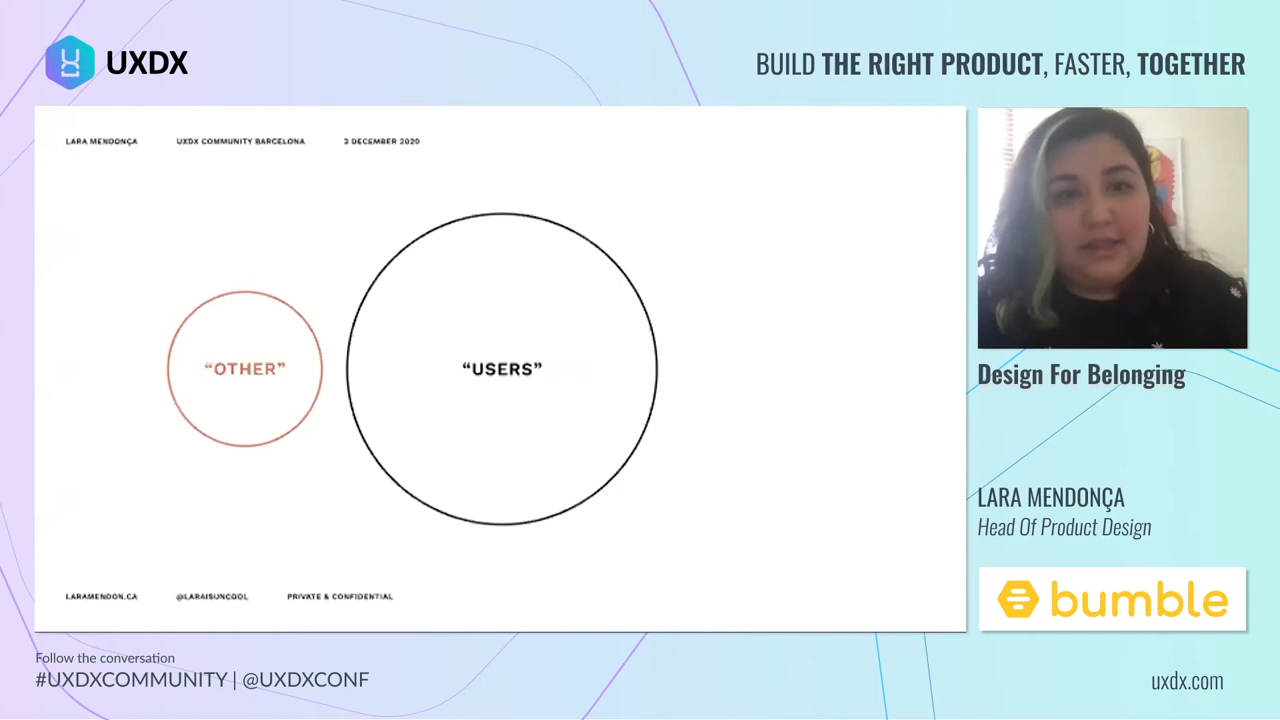 UXDX
BUILD THE RIGHT PRODUCT, FASTER, TOGETHER
LARA MENDONÇA UXDX COMMUNITY BARCELONA 3 DECEMBER 2020
“OTHER”
“USERS”
LARAMENDON.CA @LARAISUNCOOL PRIVATE & CONFIDENTIAL
Design For Belonging
LARA MENDONÇA
Head Of Product Design
bumble
Follow the conversation
#UXDXCOMMUNITY | @UXDXCONF
uxdx.com